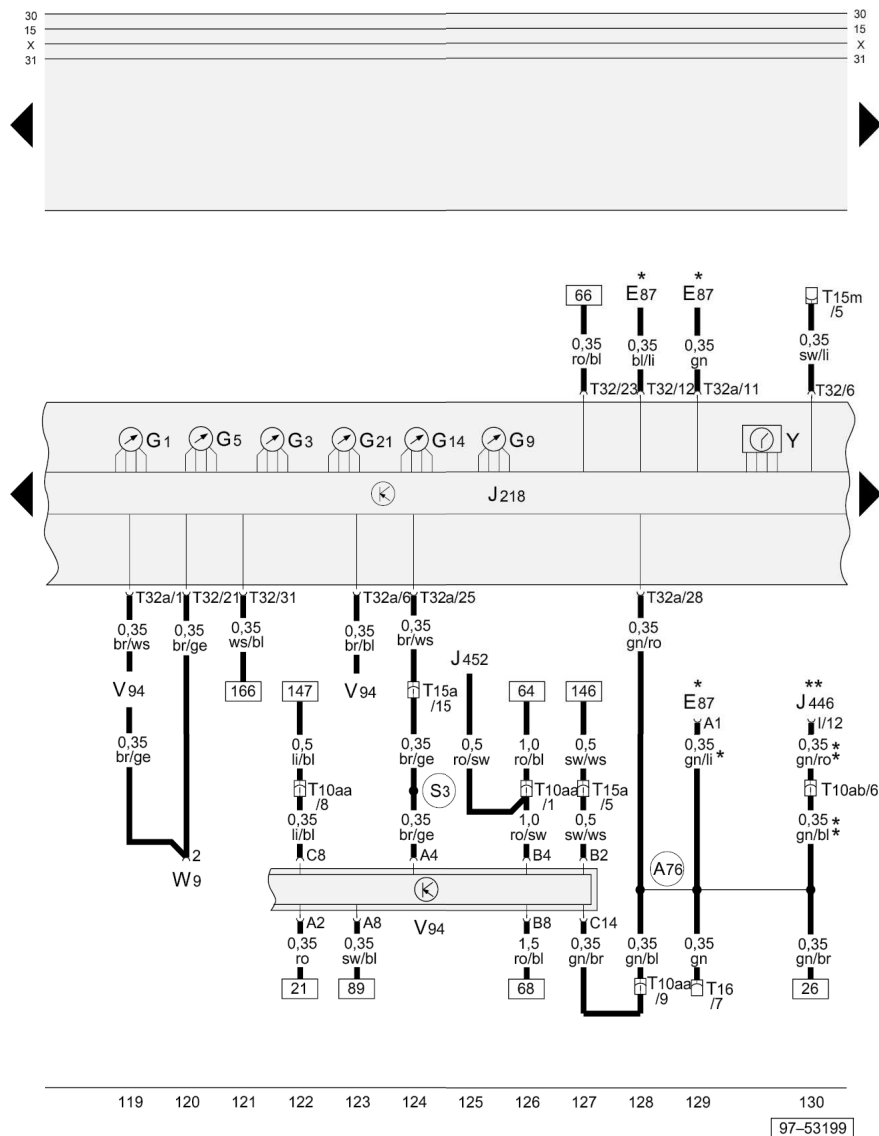 30 30
15 15
X X
31 31
* *
66 E87 E87 T15m
/5
0,35 0,35 0,35 0,35
ro/bl bl/li gn sw/li
T32/23 T32/12 T32a/11 T32/6
G1 G5 G3 G21 G14 G9 Y
J218
T32a/1 T32/21 T32/31 T32a/6 T32a/25 T32a/28
0,35 0,35 0,35 0,35 0,35 0,35
br/ws br/ge ws/bl br/bl br/ws gn/ro
J452
V94 166 147 V94 T15a 64 146 * **
/15 E87 J446
A1 I/12
0,35 0,5 0,35 0,5 1,0 0,5 0,35 0,35 *
br/ge li/bl br/ge ro/sw ro/bl sw/ws gn/li * gn/ro *
T10aa S3 T10aa T15a T10ab/6
/8 /1 /5
0,35 0,35 1,0 0,5 0,35 *
li/bl br/ge ro/sw sw/ws gn/bl *
2 C8 A4 B4 B2
W9 A76
A2 A8 V94 B8 C14
0,35 0,35 1,5 0,35 0,35 0,35 0,35
ro sw/bl ro/bl gn/br gn/bl gn gn/br
21 89 68 T10aa T16 26
/9 /7
119 120 121 122 123 124 125 126 127 128 129 130
97–53199